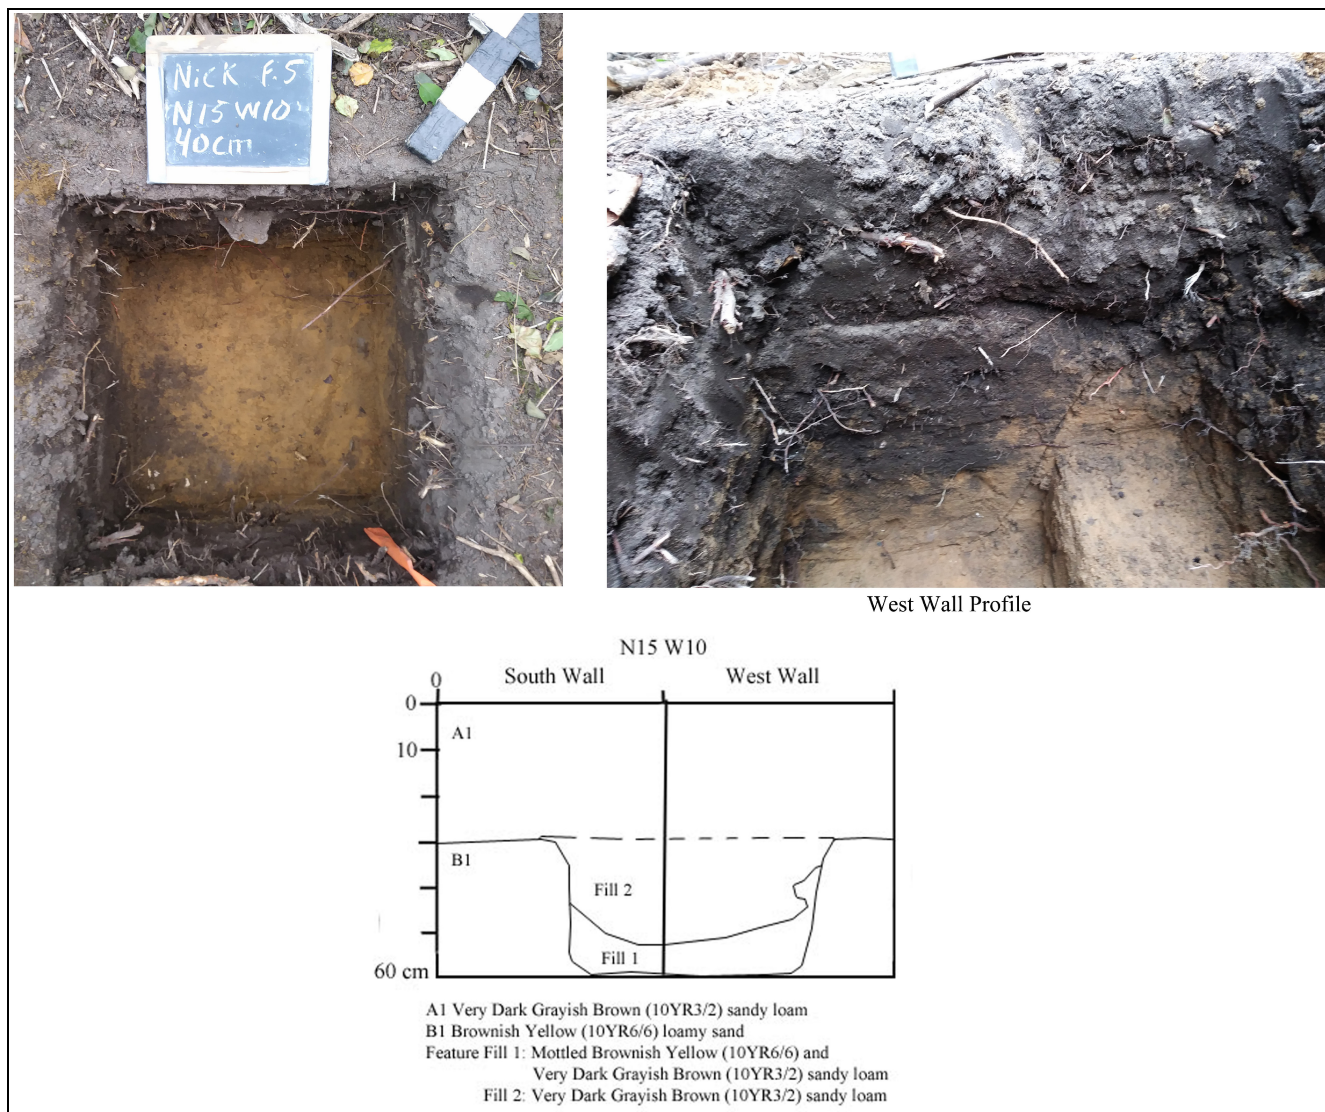 NiCK F.5
N15 W10
40cm
West Wall Profile
N15 W10
South Wall
West Wall
0
0
A1
10
B1
Fill 2
Fill 1
60 cm
A1 Very Dark Grayish Brown (10YR3/2) sandy loam
B1 Brownish Yellow (10YR6/6) loamy sand
Feature Fill 1: Mottled Brownish Yellow (10YR6/6) and
Very Dark Grayish Brown (10YR3/2) sandy loam
Fill 2: Very Dark Grayish Brown (10YR3/2) sandy loam